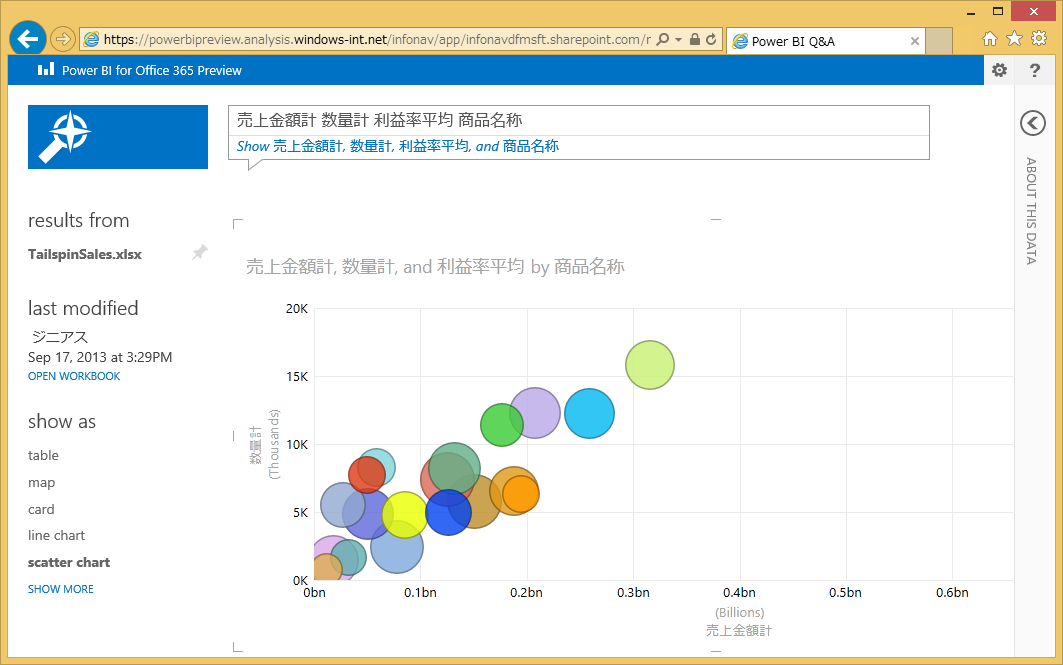 https://powerbipreview.analysis.windows-int.net/infonav/app/infonavdfmsft.sharepoint.com/r
Power BI Q&A
Power BI for Office 365 Preview
?
売上金額計 数量計 利益率平均 商品名称
Show 売上金額計, 数量計, 利益率平均, and 商品名称
ABOUT THIS DATA
results from
TailspinSales.xlsx
last modified
ジニアス
Sep 17, 2013 at 3:29PM
OPEN WORKBOOK
show as
table
map
card
line chart
scatter chart
SHOW MORE
売上金額計, 数量計, and 利益率平均 by 商品名称
20K
15K
10K
5K
0K
数量計
(Thousands)
0bn 0.1bn 0.2bn 0.3bn 0.4bn 0.5bn 0.6bn
(Billions)
売上金額計